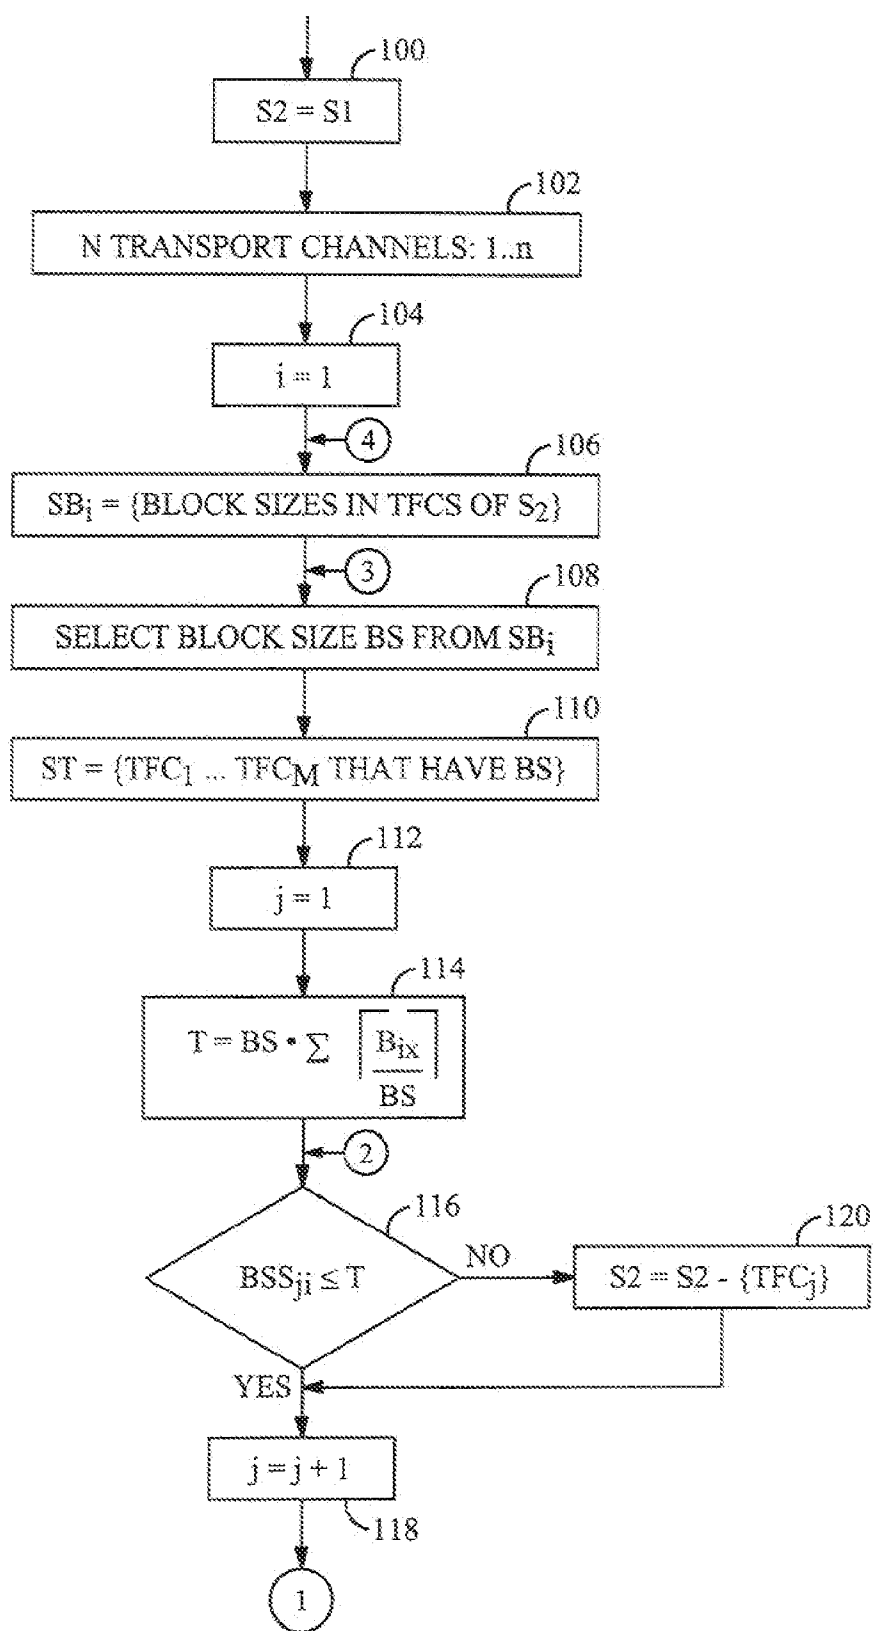 100
S2 = S1
102
N TRANSPORT CHANNELS: 1..n
104
i = 1
4
106
SBi = {BLOCK SIZES IN TFCS OF S2}
3
108
SELECT BLOCK SIZE BS FROM SBi
110
ST = {TFC1 ... TFCM THAT HAVE BS}
112
j = 1
114
T = BS • Σ ⌈Bix
BS⌉
2
116
BSSji ≤ T
NO
120
S2 = S2 - {TFCj}
YES
j = j + 1
118
1